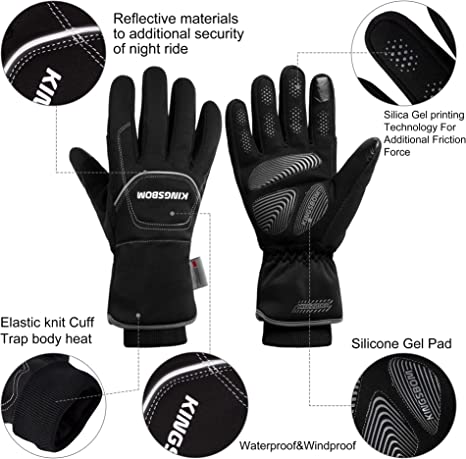 Reflective materials
to additional security
of night ride
KINGSBOM
Silica Gel printing
Technology For
Additional Friction
Force
KINGSBOM
Elastic knit Cuff
Trap body heat
KINGSBOM
Silicone Gel Pad
KINGSBOM
Waterproof&Windproof